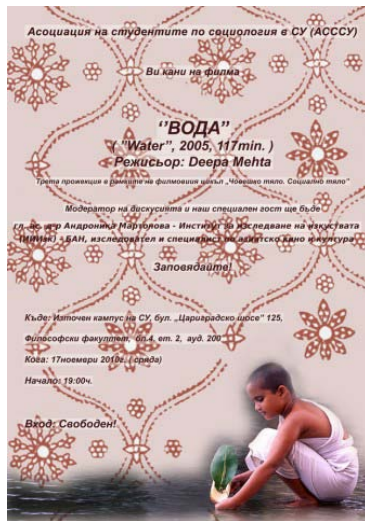 Асоциация на студентите по социология в СУ (АСССУ)
Ви кани на филма
‘’ВОДА’’
( ”Water”, 2005, 117min. )
Режисьор: Deepa Mehta
Трета прожекция в рамките на филмовия цикъл „Човешко тяло. Социално тяло”
Модератор на дискусията и наш специален гост ще бъде
гл. ас. д-р Андроника Мартонова - Институт за изследване на изкуствата
- БАН, изследовател и специалист по азиатско кино и култура
Заповядайте!
Къде: Източен кампус на СУ, бул. „Цариградско шосе” 125,
Философски факултет, бл.4, ет. 2, ауд. 200
Кога: 17ноември 2010г. ( сряда)
Начало: 19:00ч.
Вход: Свободен!